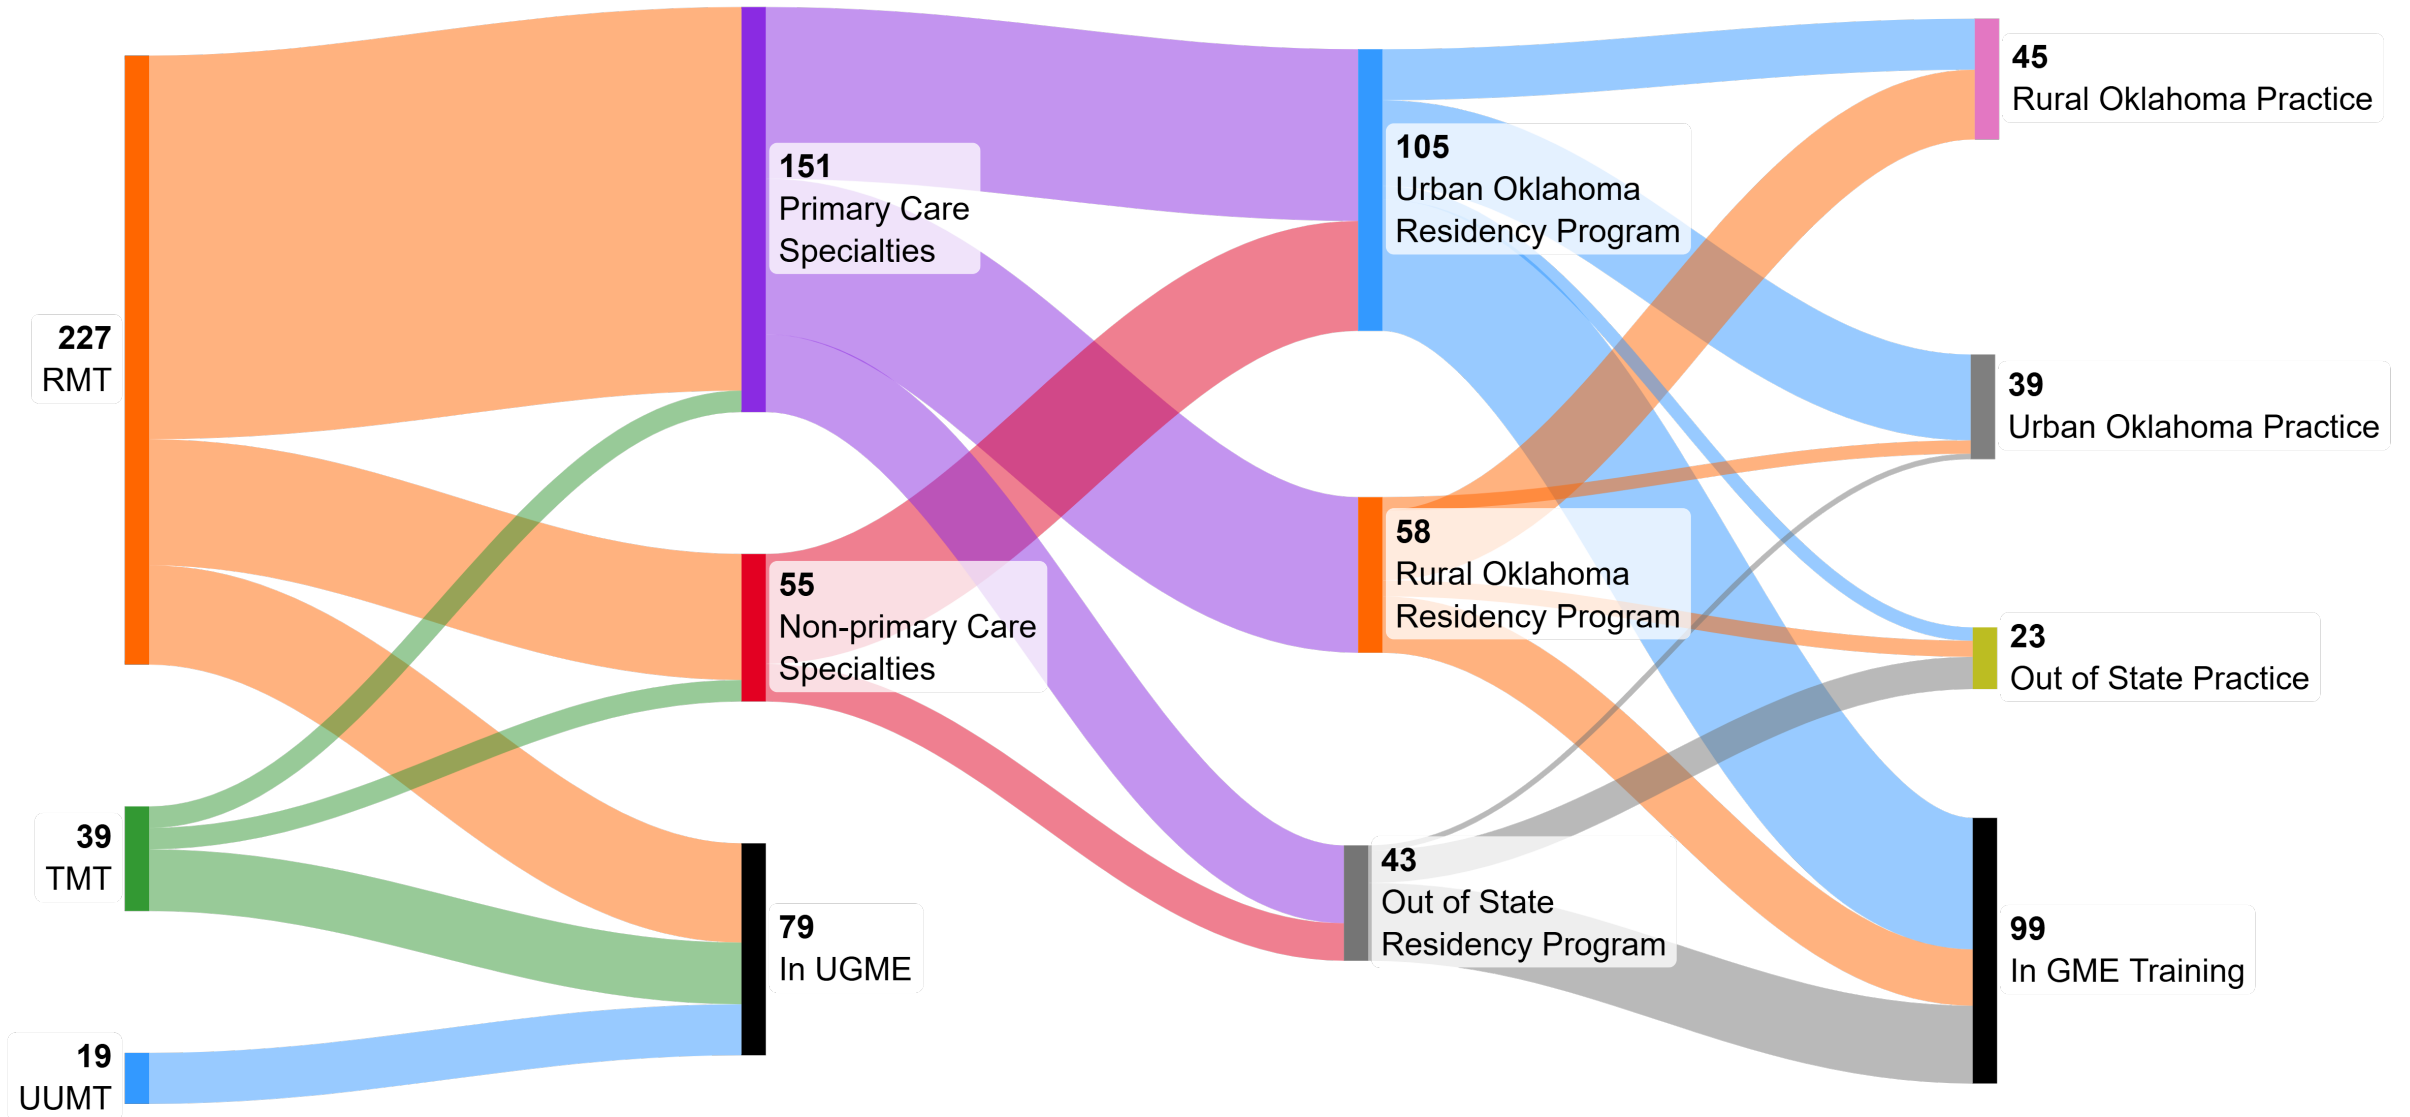 227
RMT
39
TMT
19
UUMT
151
Primary Care
Specialties
55
Non-primary Care
Specialties
79
In UGME
105
Urban Oklahoma
Residency Program
58
Rural Oklahoma
Residency Program
43
Out of State
Residency Program
45
Rural Oklahoma Practice
39
Urban Oklahoma Practice
23
Out of State Practice
99
In GME Training